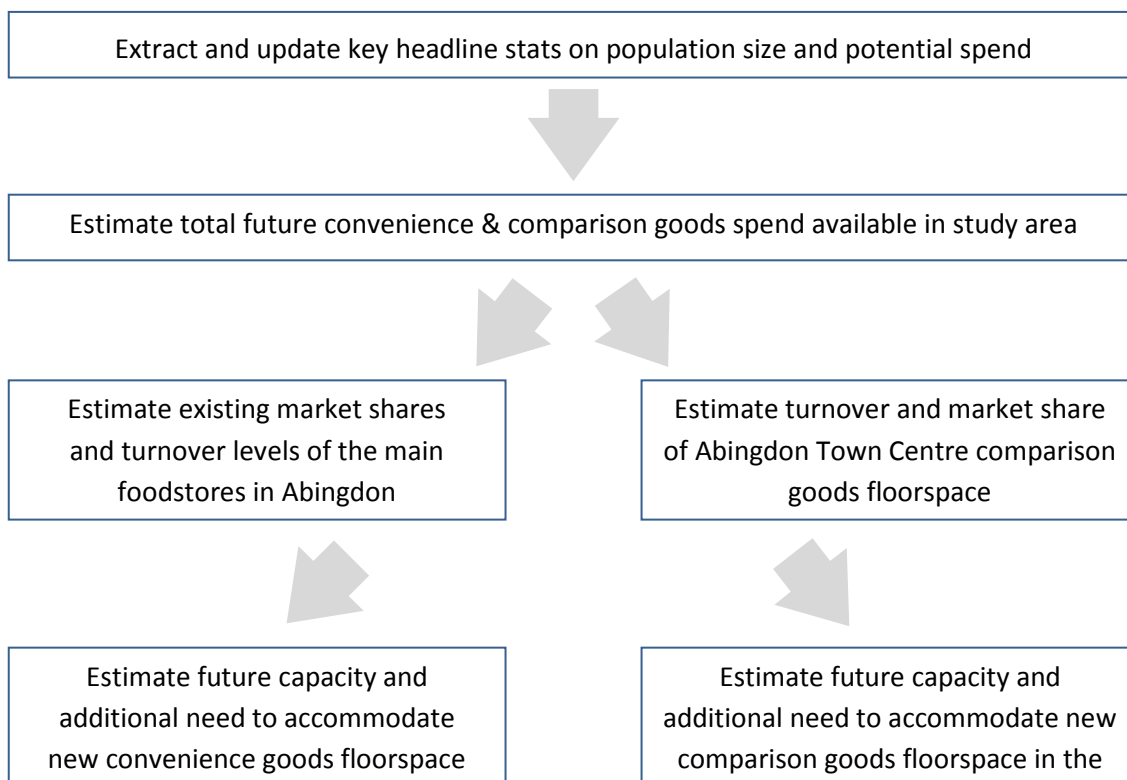 Extract and update key headline stats on population size and potential spend
Estimate total future convenience & comparison goods spend available in study area
Estimate existing market shares
and turnover levels of the main
foodstores in Abingdon
Estimate turnover and market share
of Abingdon Town Centre comparison
goods floorspace
Estimate future capacity and
additional need to accommodate
new convenience goods floorspace
Estimate future capacity and
additional need to accommodate new
comparison goods floorspace in the